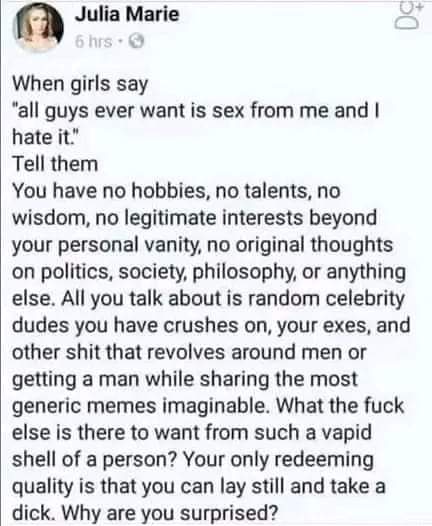 Julia Marie
6 hrs ·
When girls say
"all guys ever want is sex from me and I
hate it."
Tell them
You have no hobbies, no talents, no
wisdom, no legitimate interests beyond
your personal vanity, no original thoughts
on politics, society, philosophy, or anything
else. All you talk about is random celebrity
dudes you have crushes on, your exes, and
other shit that revolves around men or
getting a man while sharing the most
generic memes imaginable. What the fuck
else is there to want from such a vapid
shell of a person? Your only redeeming
quality is that you can lay still and take a
dick. Why are you surprised?